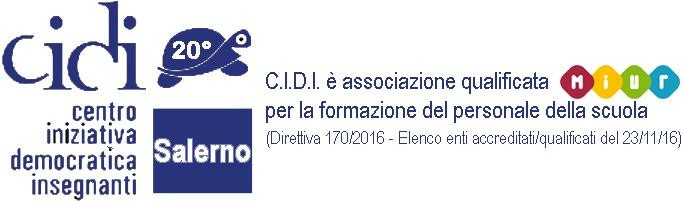 cidi
20°
centro
iniziativa
democratica
insegnanti
Salerno
C.I.D.I. è associazione qualificata miur
per la formazione del personale della scuola
(Direttiva 170/2016 - Elenco enti accreditati/qualificati del 23/11/16)